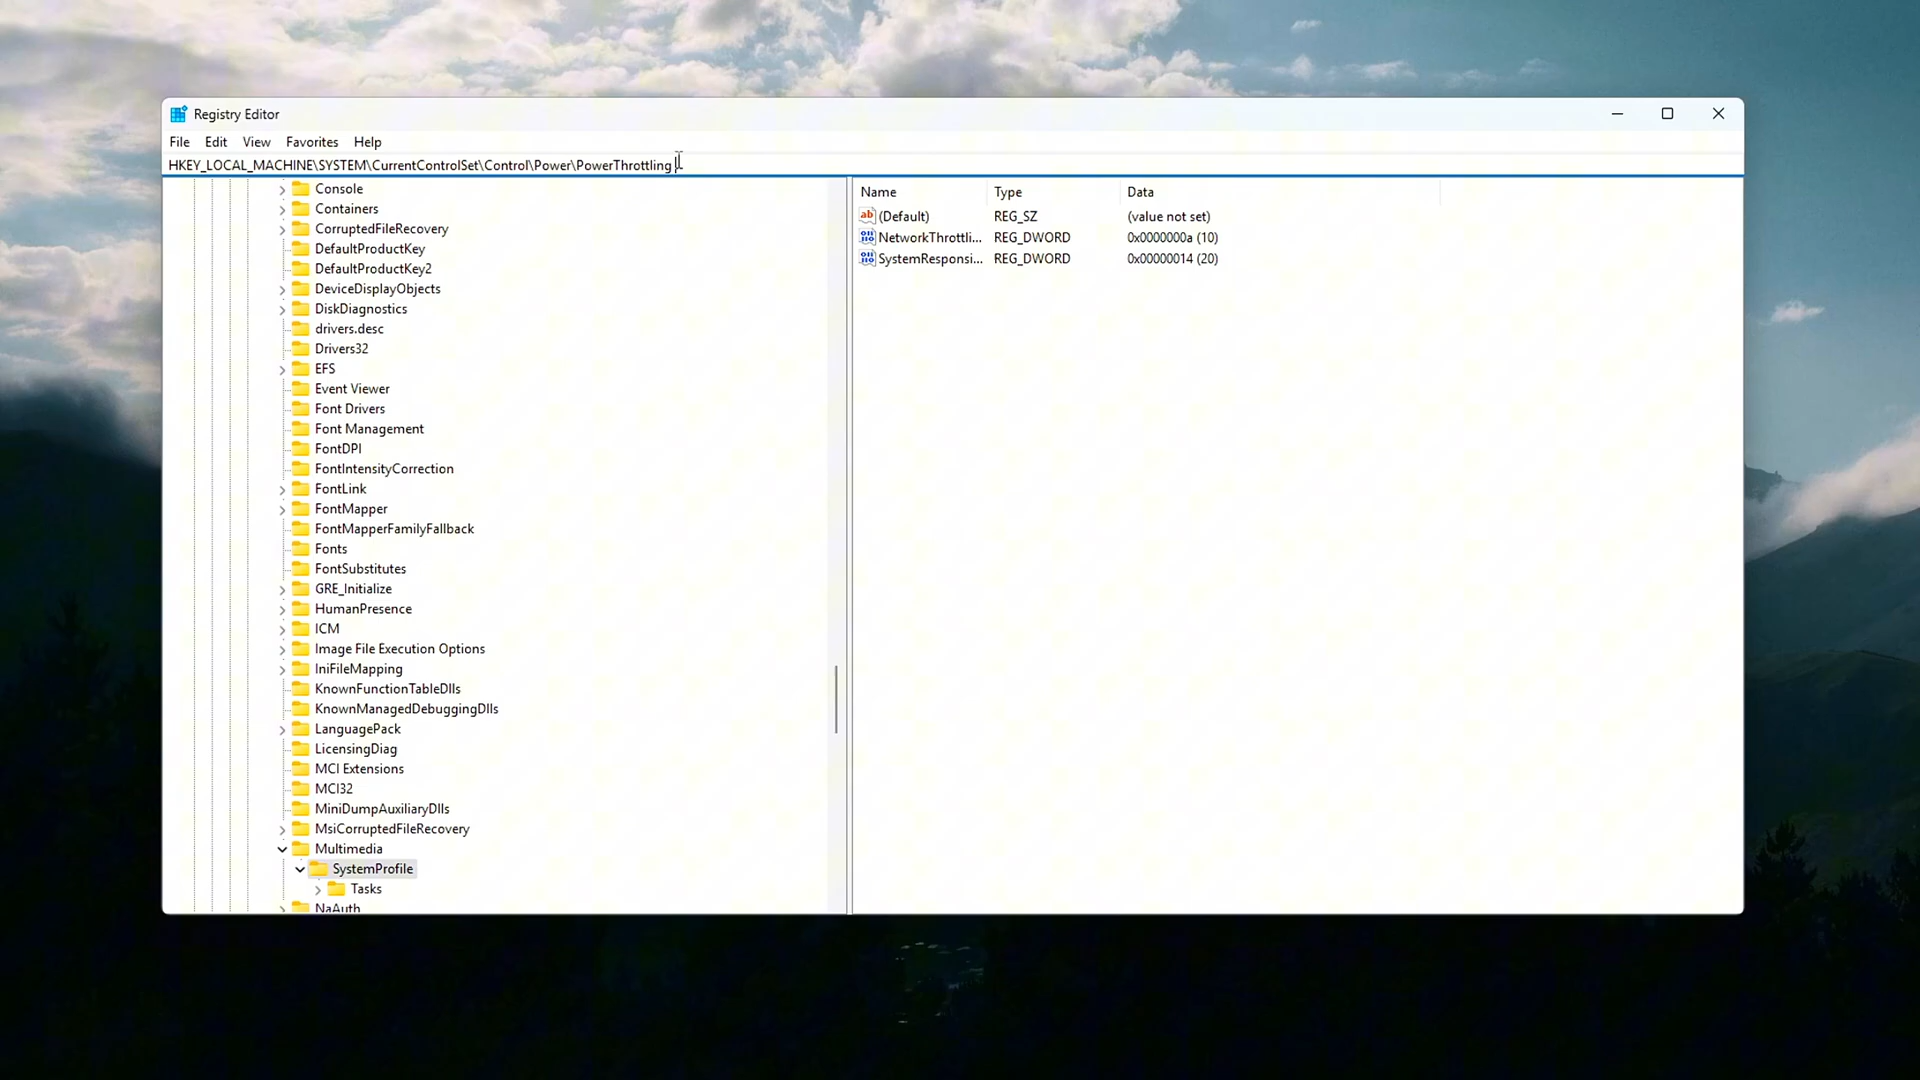 Registry Editor
File Edit View Favorites Help
HKEY_LOCAL_MACHINE\SYSTEM\CurrentControlSet\Control\Power\PowerThrottling
Console
Containers
CorruptedFileRecovery
DefaultProductKey
DefaultProductKey2
DeviceDisplayObjects
DiskDiagnostics
drivers.desc
Drivers32
EFS
Event Viewer
Font Drivers
Font Management
FontDPI
FontIntensityCorrection
FontLink
FontMapper
FontMapperFamilyFallback
Fonts
FontSubstitutes
GRE_Initialize
HumanPresence
ICM
Image File Execution Options
IniFileMapping
KnownFunctionTableDlls
KnownManagedDebuggingDlls
LanguagePack
LicensingDiag
MCI Extensions
MCI32
MiniDumpAuxiliaryDlls
MsiCorruptedFileRecovery
Multimedia
SystemProfile
Tasks
NaAuth
Name Type Data
(Default) REG_SZ (value not set)
NetworkThrottli... REG_DWORD 0x0000000a (10)
SystemResponsi... REG_DWORD 0x00000014 (20)